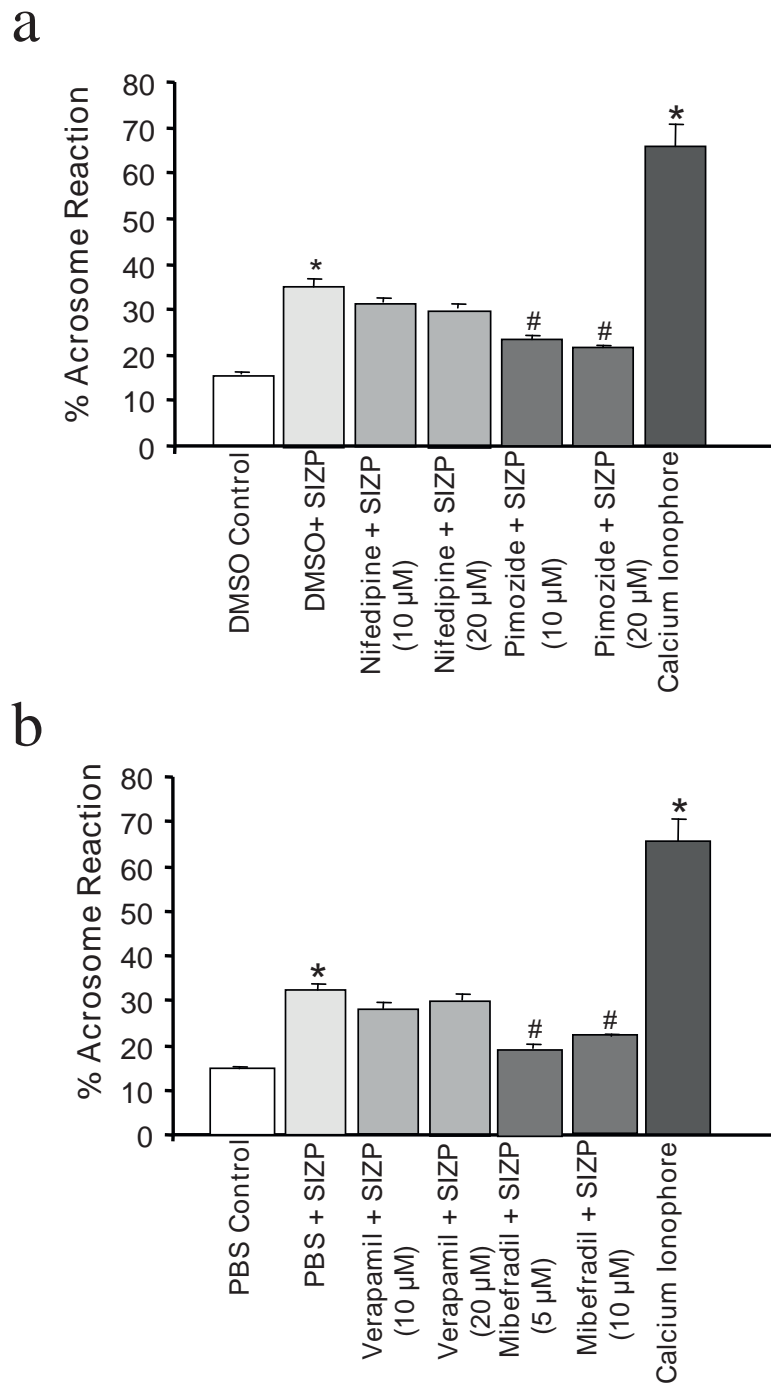 a
% Acrosome Reaction
80
70
60
50
40
30
20
10
0
*
#
#
*
DMSO Control
DMSO+ SIZP
Nifedipine + SIZP
(10 µM)
Nifedipine + SIZP
(20 µM)
Pimozide + SIZP
(10 µM)
Pimozide + SIZP
(20 µM)
Calcium Ionophore
b
% Acrosome Reaction
80
70
60
50
40
30
20
10
0
*
#
#
*
PBS Control
PBS + SIZP
Verapamil + SIZP
(10 µM)
Verapamil + SIZP
(20 µM)
Mibefradil + SIZP
(5 µM)
Mibefradil + SIZP
(10 µM)
Calcium Ionophore